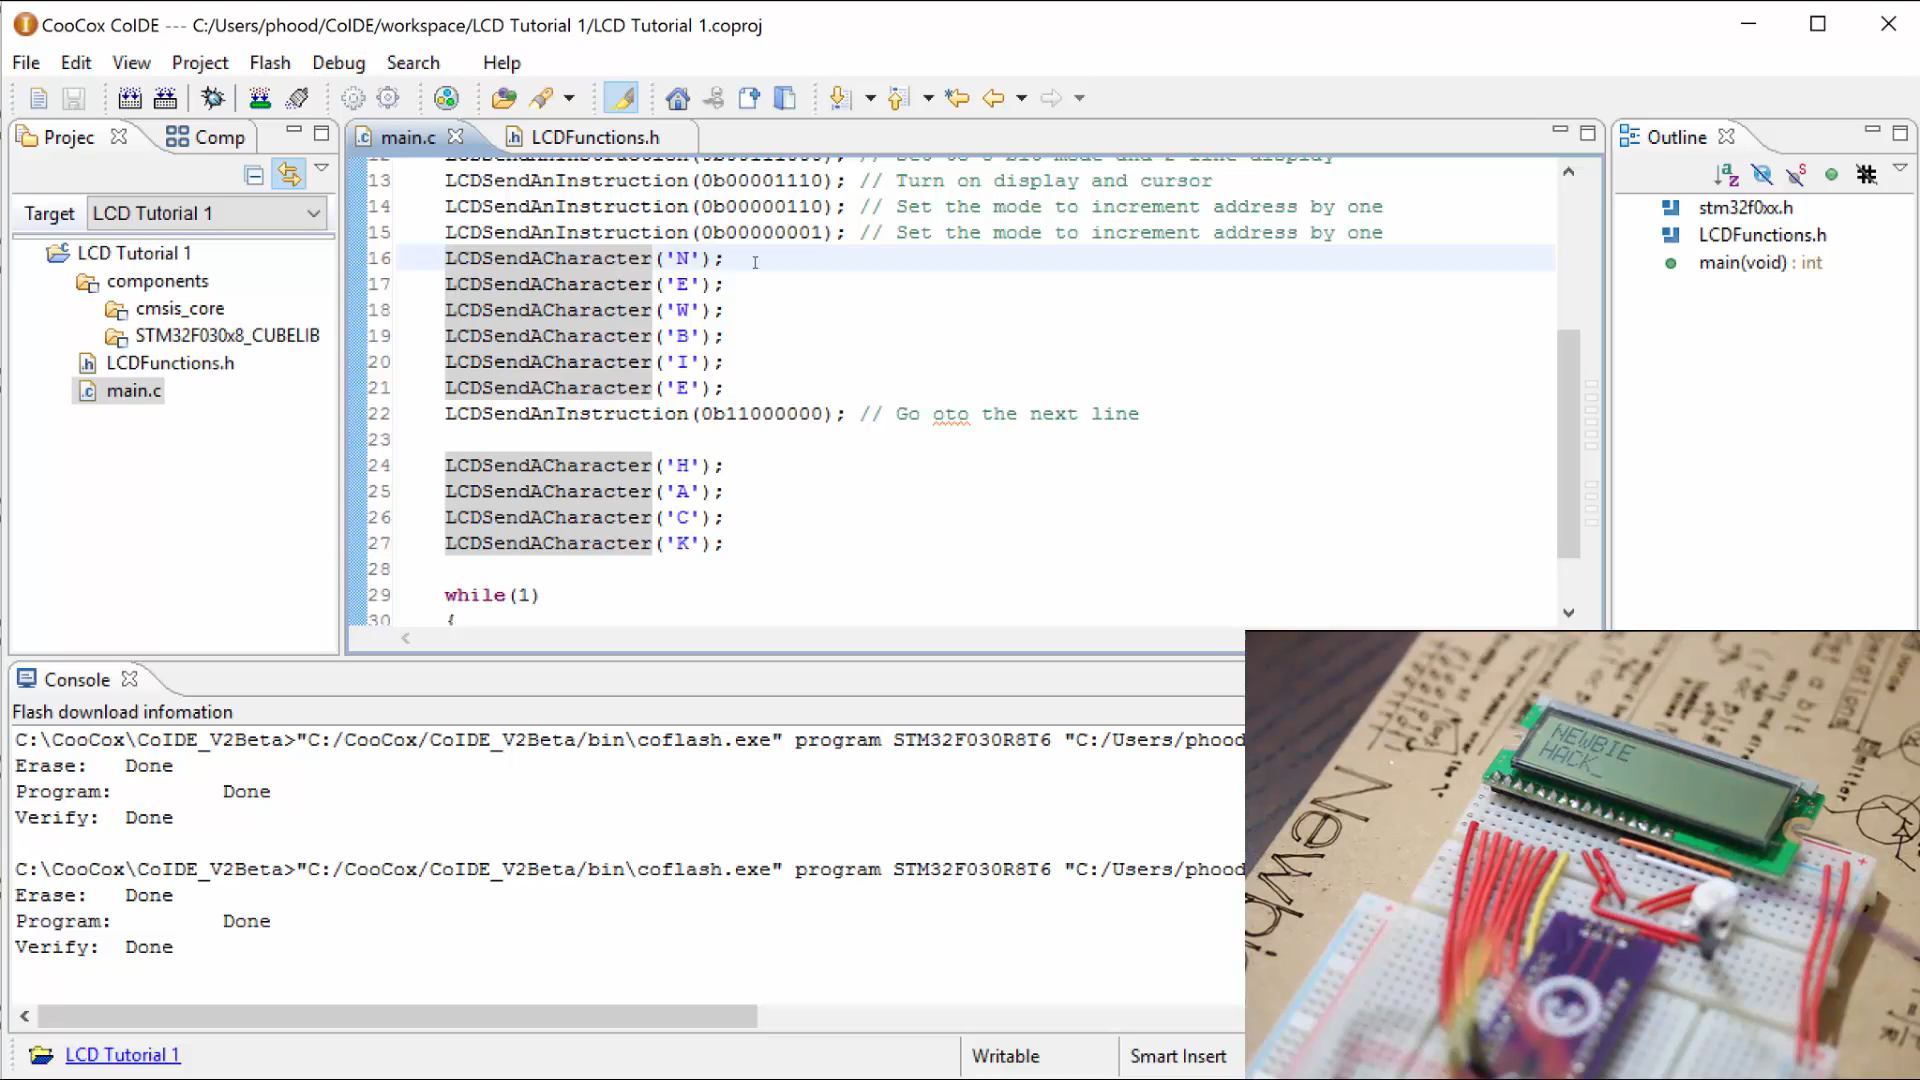 CooCox CoIDE --- C:/Users/phood/CoIDE/workspace/LCD Tutorial 1/LCD Tutorial 1.coproj
File Edit View Project Flash Debug Search Help
Projec Comp
Target LCD Tutorial 1
LCD Tutorial 1
components
cmsis_core
STM32F030x8_CUBELIB
LCDFunctions.h
main.c
main.c LCDFunctions.h
13 LCDSendAnInstruction(0b00001110); // Turn on display and cursor
14 LCDSendAnInstruction(0b00000110); // Set the mode to increment address by one
15 LCDSendAnInstruction(0b00000001); // Set the mode to increment address by one
16 LCDSendACharacter('N');
17 LCDSendACharacter('E');
18 LCDSendACharacter('W');
19 LCDSendACharacter('B');
20 LCDSendACharacter('I');
21 LCDSendACharacter('E');
22 LCDSendAnInstruction(0b11000000); // Go oto the next line
23
24 LCDSendACharacter('H');
25 LCDSendACharacter('A');
26 LCDSendACharacter('C');
27 LCDSendACharacter('K');
28
29 while(1)
30 {
Outline
stm32f0xx.h
LCDFunctions.h
main(void) : int
Console
Flash download infomation
C:\CooCox\CoIDE_V2Beta>"C:/CooCox/CoIDE_V2Beta/bin\coflash.exe" program STM32F030R8T6 "C:/Users/phood
Erase: Done
Program: Done
Verify: Done
C:\CooCox\CoIDE_V2Beta>"C:/CooCox/CoIDE_V2Beta/bin\coflash.exe" program STM32F030R8T6 "C:/Users/phood
Erase: Done
Program: Done
Verify: Done
LCD Tutorial 1
Writable
Smart Insert
NEWBIE
HACK_